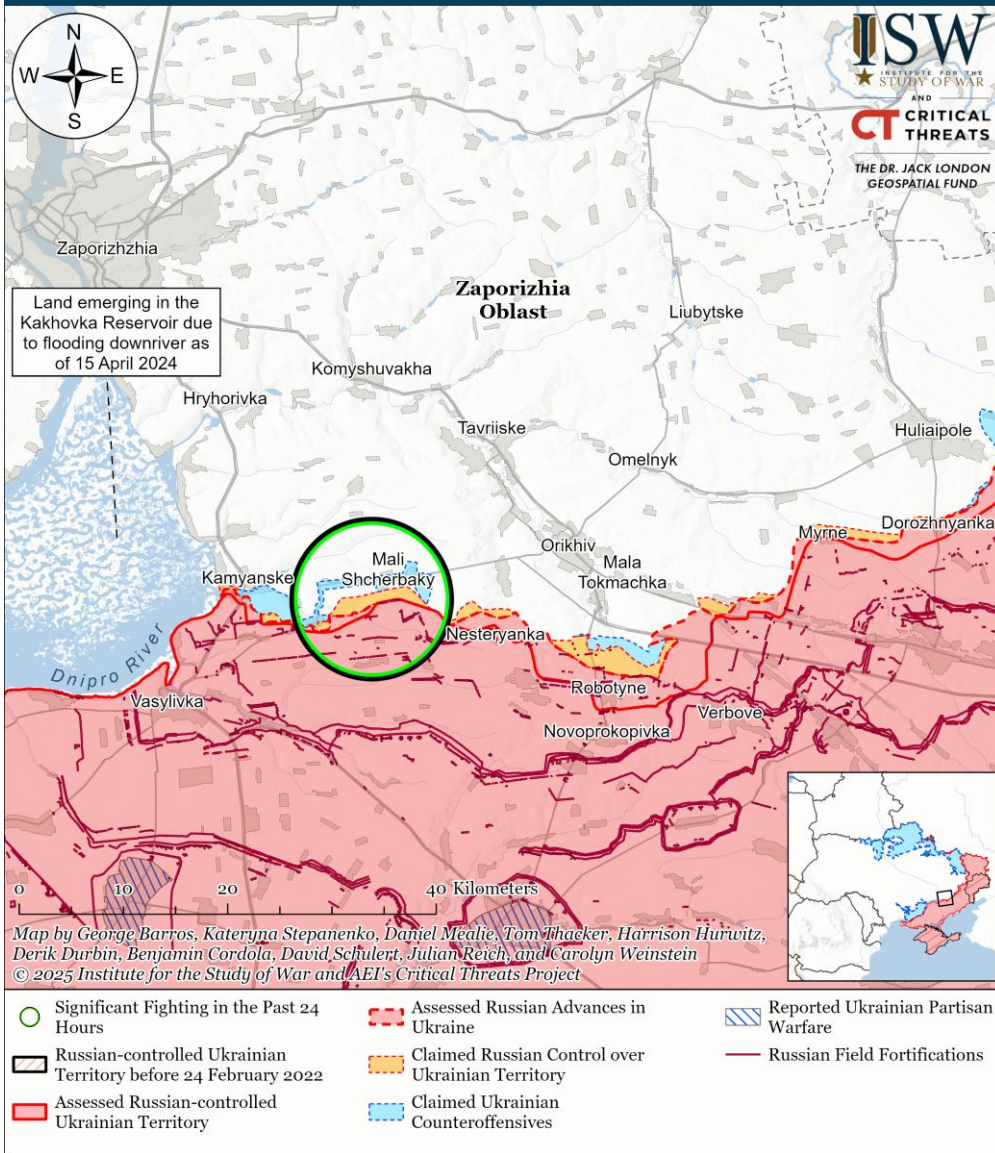 N
W
E
S
ISW
INSTITUTE FOR THE
STUDY OF WAR
AND
CT CRITICAL
THREATS
THE DR. JACK LONDON
GEOSPATIAL FUND
Zaporizhzhia
Land emerging in the
Kakhovka Reservoir due
to flooding downriver as
of 15 April 2024
Zaporizhia
Oblast
Liubytske
Komyshuvakha
Hryhorivka
Tavriiske
Huliaipole
Omelnyk
Dorozhnyanka
Myrne
Orikhiv
Mali
Shcherbaky
Mala
Tokmachka
Kamyanske
Nesteryanka
Dnipro River
Robotyne
Vasylivka
Verbove
Novoprokopivka
0 10 20 40 Kilometers
Map by George Barros, Kateryna Stepanenko, Daniel Mealie, Tom Thacker, Harrison Hurwitz,
Derik Durbin, Benjamin Cordola, David Schulert, Julian Reich, and Carolyn Weinstein
© 2025 Institute for the Study of War and AEI's Critical Threats Project
Significant Fighting in the Past 24
Hours
Russian-controlled Ukrainian
Territory before 24 February 2022
Assessed Russian-controlled
Ukrainian Territory
Assessed Russian Advances in
Ukraine
Claimed Russian Control over
Ukrainian Territory
Claimed Ukrainian
Counteroffensives
Reported Ukrainian Partisan
Warfare
Russian Field Fortifications